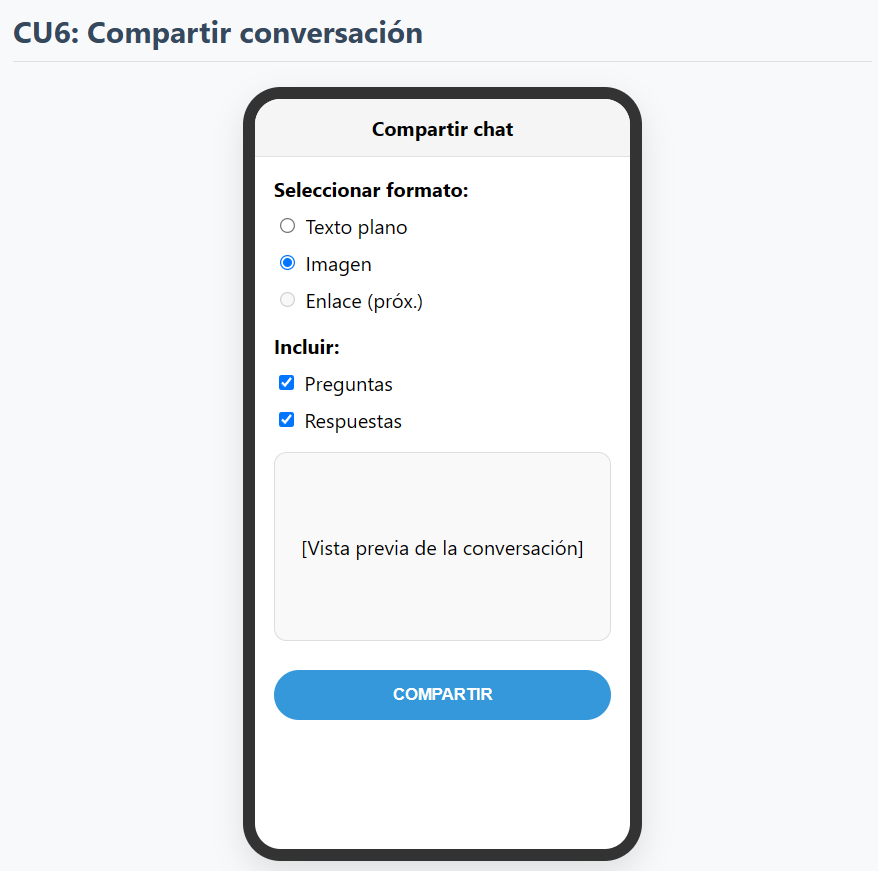 CU6: Compartir conversación
Compartir chat
Seleccionar formato:
Texto plano
Imagen
Enlace (próx.)
Incluir:
Preguntas
Respuestas
[Vista previa de la conversación]
COMPARTIR